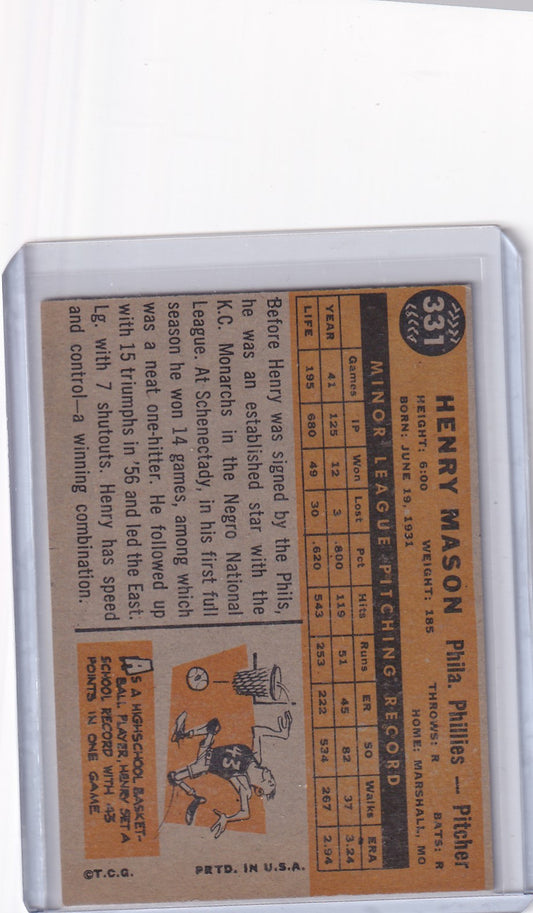 331
HENRY MASON Phila. Phillies — Pitcher
HEIGHT: 6:00 WEIGHT: 185 THROWS: R BATS: R
BORN: JUNE 19, 1931 HOME: MARSHALL, MO
MINOR LEAGUE PITCHING RECORD
Games IP Won Lost Pct Hits Runs ER SO Walks ERA
YEAR 41 125 12 3 .800 119 51 45 82 37 3.24
LIFE 195 680 49 30 .620 543 253 222 534 267 2.94
Before Henry was signed by the Phils,
he was an established star with the
K.C. Monarchs in the Negro National
League. At Schenectady, in his first full
season he won 14 games, among which
was a neat one-hitter. He followed up
with 15 triumphs in '56 and led the East.
Lg. with 7 shutouts. Henry has speed
and control—a winning combination.
43
AS A HIGHSCHOOL BASKET-
BALL PLAYER, HENRY SET A
SCHOOL RECORD WITH 43
POINTS IN ONE GAME
©T.C.G. PRTD. IN U.S.A.